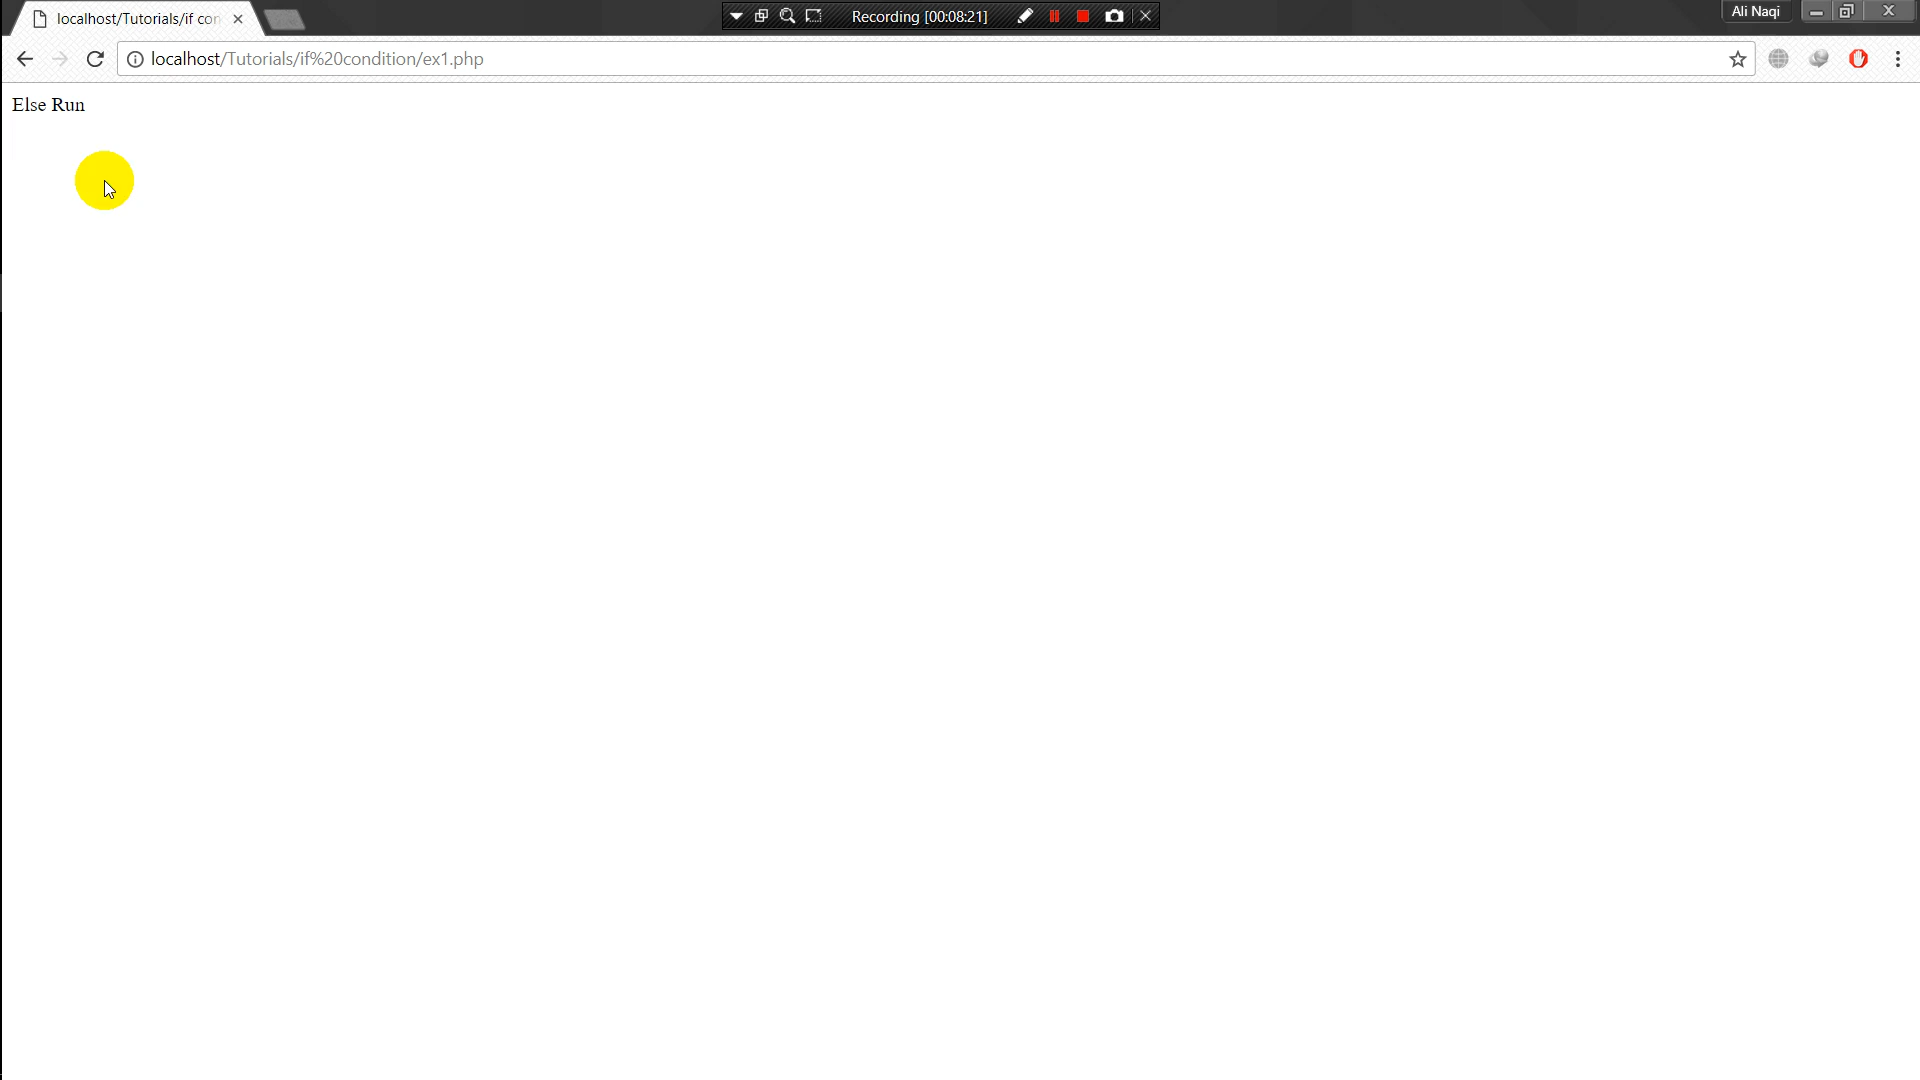 localhost/Tutorials/if con
Recording [00:08:21]
Ali Naqi
localhost/Tutorials/if%20condition/ex1.php
Else Run